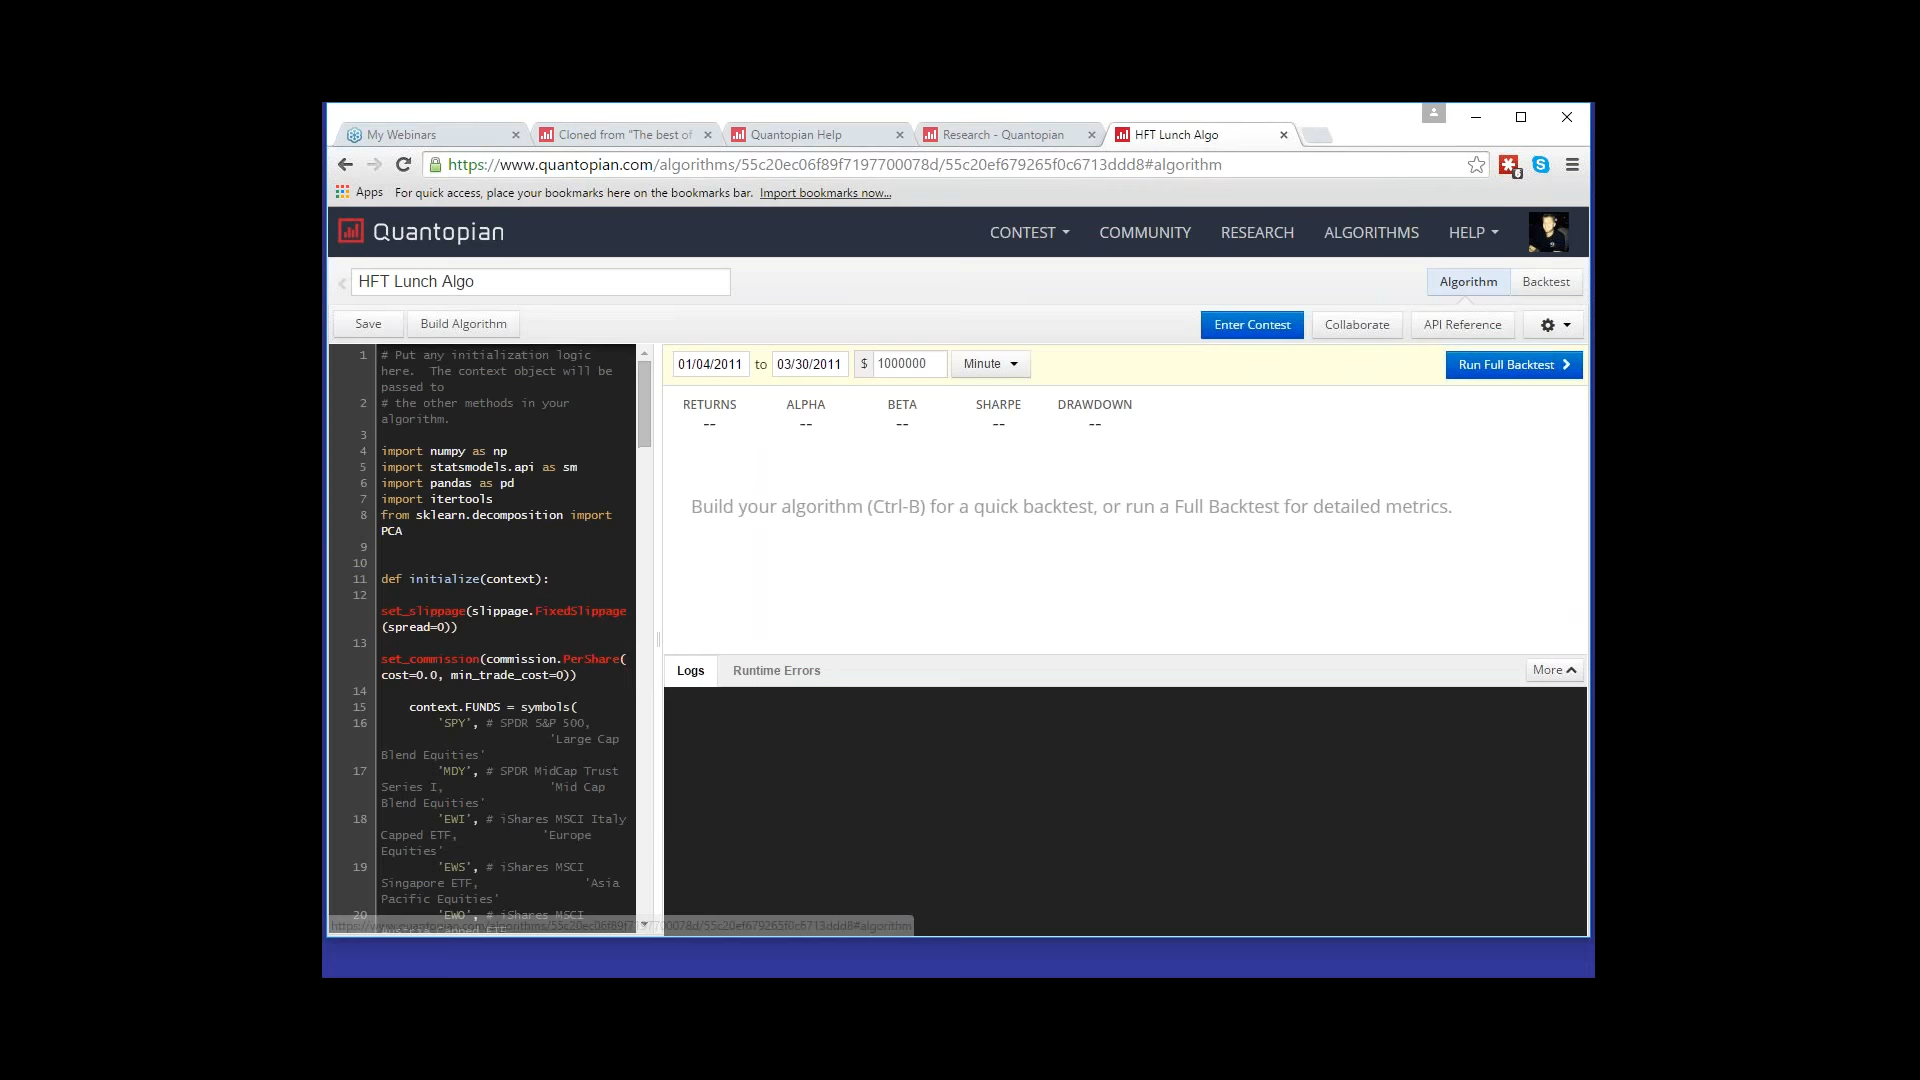 My Webinars
Cloned from "The best of
Quantopian Help
Research - Quantopian
HFT Lunch Algo
https://www.quantopian.com/algorithms/55c20ec06f89f7197700078d/55c20ef679265f0c6713ddd8#algorithm
6
Apps
For quick access, place your bookmarks here on the bookmarks bar.
Import bookmarks now...
Quantopian
CONTEST
COMMUNITY
RESEARCH
ALGORITHMS
HELP
HFT Lunch Algo
Algorithm
Backtest
Save
Build Algorithm
Enter Contest
Collaborate
API Reference
1 # Put any initialization logic
here.  The context object will be
passed to
2 # the other methods in your
algorithm.
3
4 import numpy as np
5 import statsmodels.api as sm
6 import pandas as pd
7 import itertools
8 from sklearn.decomposition import
PCA
9
10
11 def initialize(context):
12
set_slippage(slippage.FixedSlippage
(spread=0))
13
set_commission(commission.PerShare(
cost=0.0, min_trade_cost=0))
14
15 context.FUNDS = symbols(
16 'SPY', # SPDR S&P 500,
'Large Cap
Blend Equities'
17 'MDY', # SPDR MidCap Trust
Series I, 'Mid Cap
Blend Equities'
18 'EWI', # iShares MSCI Italy
Capped ETF, 'Europe
Equities'
19 'EWS', # iShares MSCI
Singapore ETF, 'Asia
Pacific Equities'
20 'EWO', # iShares MSCI
https://www.quantopian.com/algorithms/55c20ec06f89f7197700078d/55c20ef679265f0c6713ddd8#algorithm
01/04/2011 to 03/30/2011 $ 1000000 Minute
Run Full Backtest
RETURNS ALPHA BETA SHARPE DRAWDOWN
-- -- -- -- --
Build your algorithm (Ctrl-B) for a quick backtest, or run a Full Backtest for detailed metrics.
Logs
Runtime Errors
More